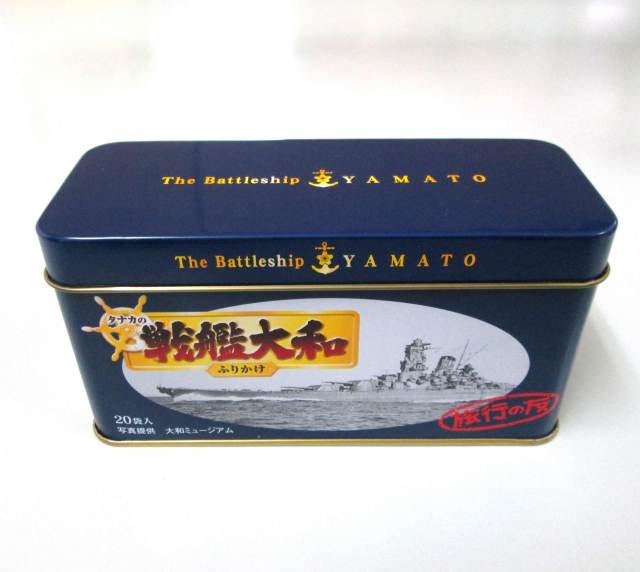 The Battleship YAMATO
The Battleship YAMATO
タナカの
戦艦大和
ふりかけ
旅行の友
20袋入
写真提供 大和ミュージアム